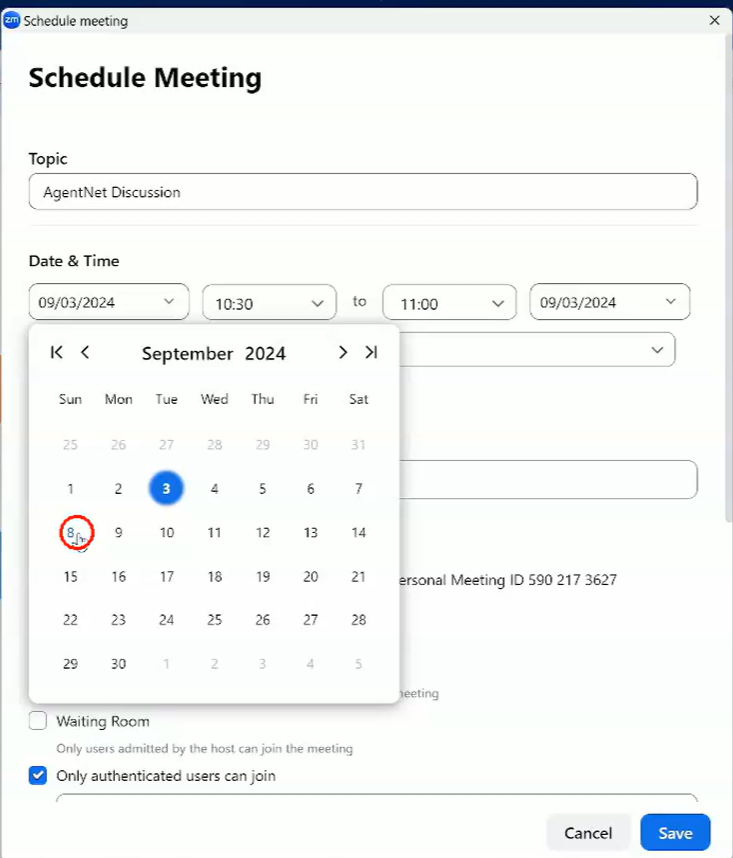 zm Schedule meeting
Schedule Meeting
Topic
AgentNet Discussion
Date & Time
09/03/2024 10:30 to 11:00 09/03/2024
September 2024
Sun Mon Tue Wed Thu Fri Sat
25 26 27 28 29 30 31
1 2 3 4 5 6 7
8 9 10 11 12 13 14
15 16 17 18 19 20 21
ersonal Meeting ID 590 217 3627
22 23 24 25 26 27 28
29 30 1 2 3 4 5
meeting
Waiting Room
Only users admitted by the host can join the meeting
Only authenticated users can join
Cancel Save